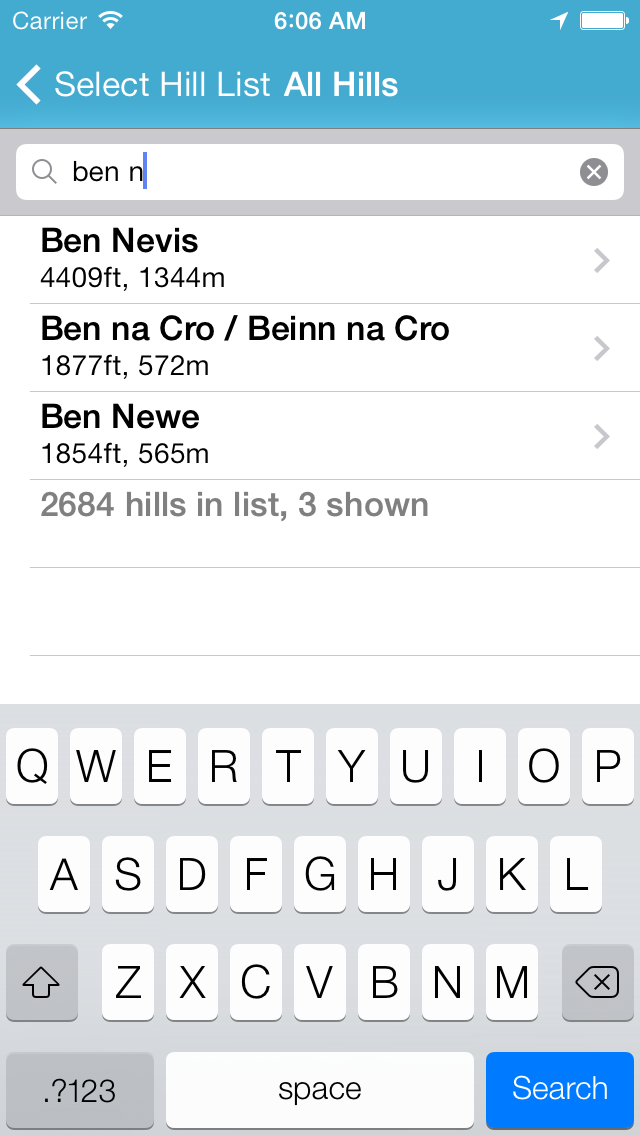 Carrier 6:06 AM
Select Hill List All Hills
ben n
Ben Nevis
4409ft, 1344m
Ben na Cro / Beinn na Cro
1877ft, 572m
Ben Newe
1854ft, 565m
2684 hills in list, 3 shown
Q W E R T Y U I O P
A S D F G H J K L
Z X C V B N M
.?123 space Search